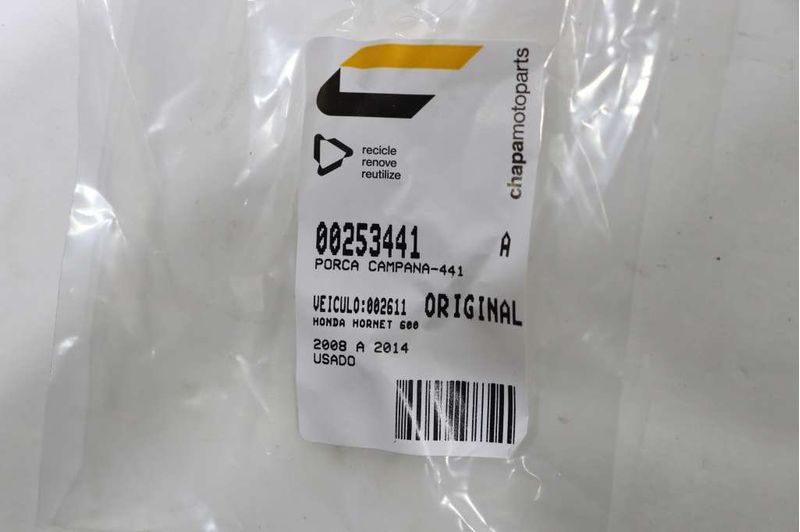 chapamotoparts
recicle
renove
reutilize
00253441 A
PORCA CAMPANA-441
VEICULO:002611 ORIGINAL
HONDA HORNET 600
2008 A 2014
USADO